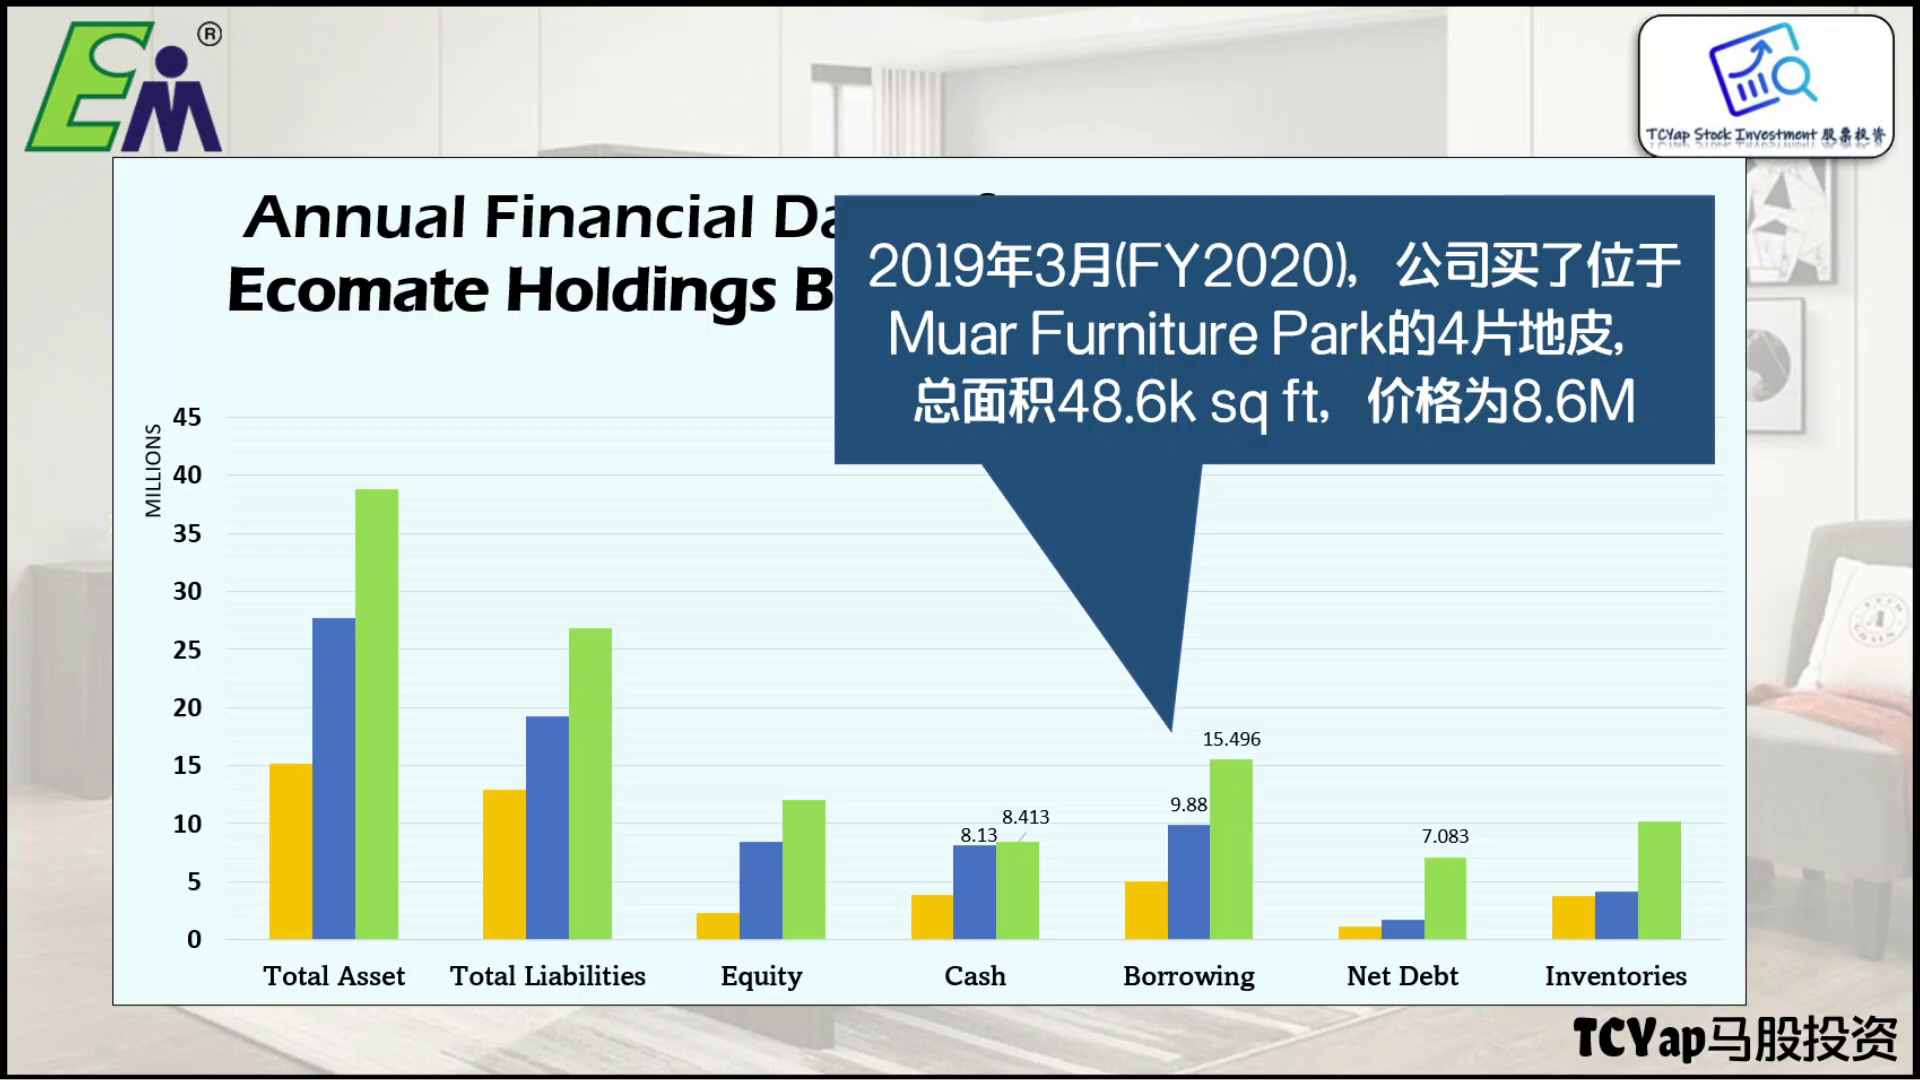 EM®
TCYap Stock Investment 股票投资
Annual Financial Da
Ecomate Holdings B
2019年3月(FY2020)，公司买了位于
Muar Furniture Park的4片地皮，
总面积48.6k sq ft，价格为8.6M
MILLIONS
45
40
35
30
25
20
15
10
5
0
8.13
8.413
9.88
15.496
7.083
Total Asset
Total Liabilities
Equity
Cash
Borrowing
Net Debt
Inventories
TCYap马股投资